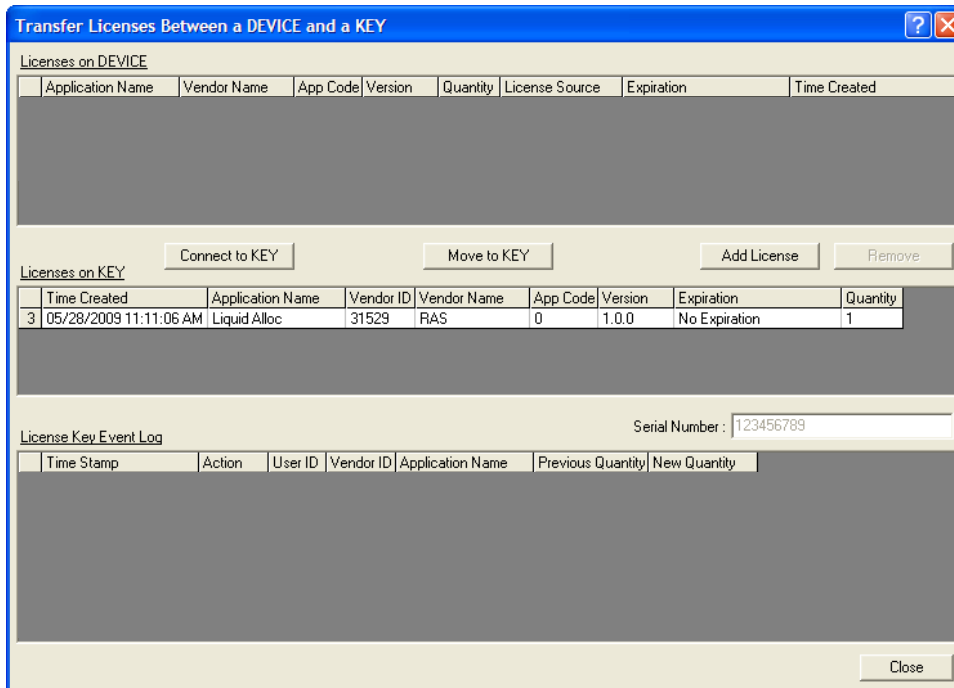 Transfer Licenses Between a DEVICE and a KEY
Licenses on DEVICE
Application Name Vendor Name App Code Version Quantity License Source Expiration Time Created
Connect to KEY Move to KEY Add License Remove
Licenses on KEY
Time Created Application Name Vendor ID Vendor Name App Code Version Expiration Quantity
3 05/28/2009 11:11:06 AM Liquid Alloc 31529 RAS 0 1.0.0 No Expiration 1
Serial Number : 123456789
License Key Event Log
Time Stamp Action User ID Vendor ID Application Name Previous Quantity New Quantity
Close